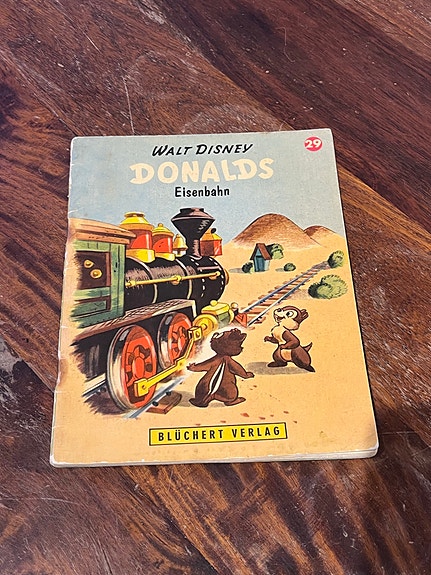 WALT DISNEY
29
DONALDS
Eisenbahn
BLÜCHERT VERLAG